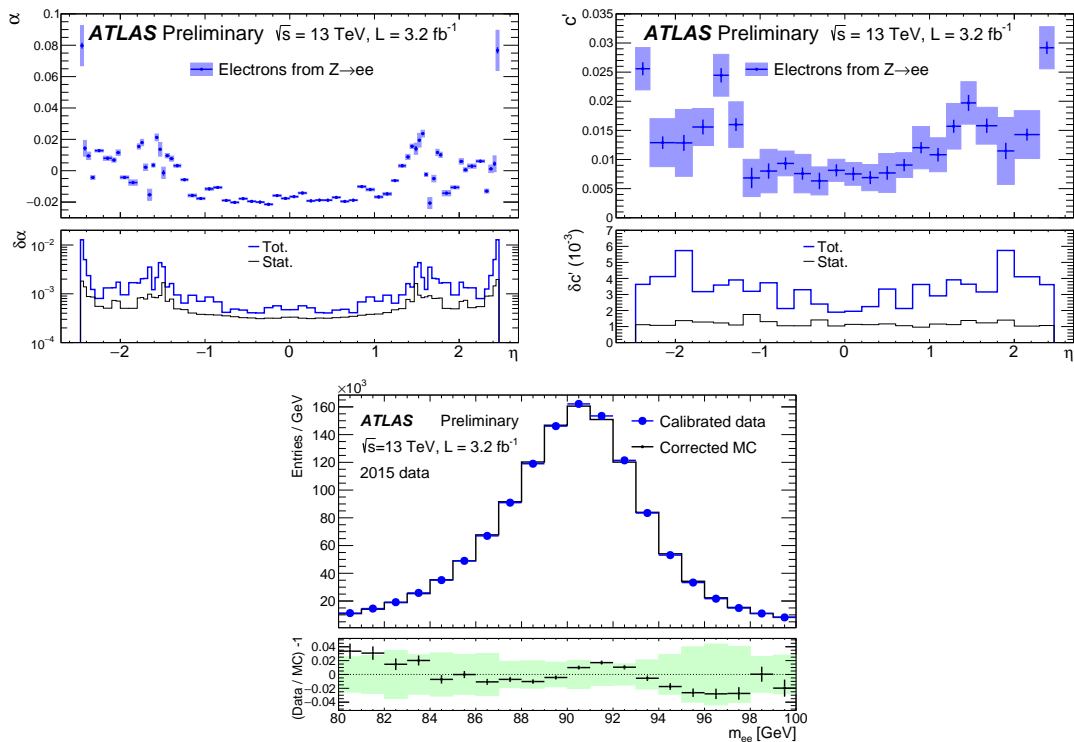 α
0.1
0.08
0.06
0.04
0.02
0
−0.02
ATLAS Preliminary √s = 13 TeV, L = 3.2 fb⁻¹
Electrons from Z→ee
δα
10⁻²
10⁻³
10⁻⁴
Tot.
Stat.
−2 −1 0 1 2 η
c'
0.035
0.03
0.025
0.02
0.015
0.01
0.005
0
ATLAS Preliminary √s = 13 TeV, L = 3.2 fb⁻¹
Electrons from Z→ee
δc' (10⁻³)
7
6
5
4
3
2
1
0
Tot.
Stat.
−2 −1 0 1 2 η
×10³
Entries / GeV
160
140
120
100
80
60
40
20
ATLAS Preliminary
√s=13 TeV, L = 3.2 fb⁻¹
2015 data
Calibrated data
Corrected MC
(Data / MC) -1
0.04
0.02
0
−0.02
−0.04
80 82 84 86 88 90 92 94 96 98 100
m_ee [GeV]